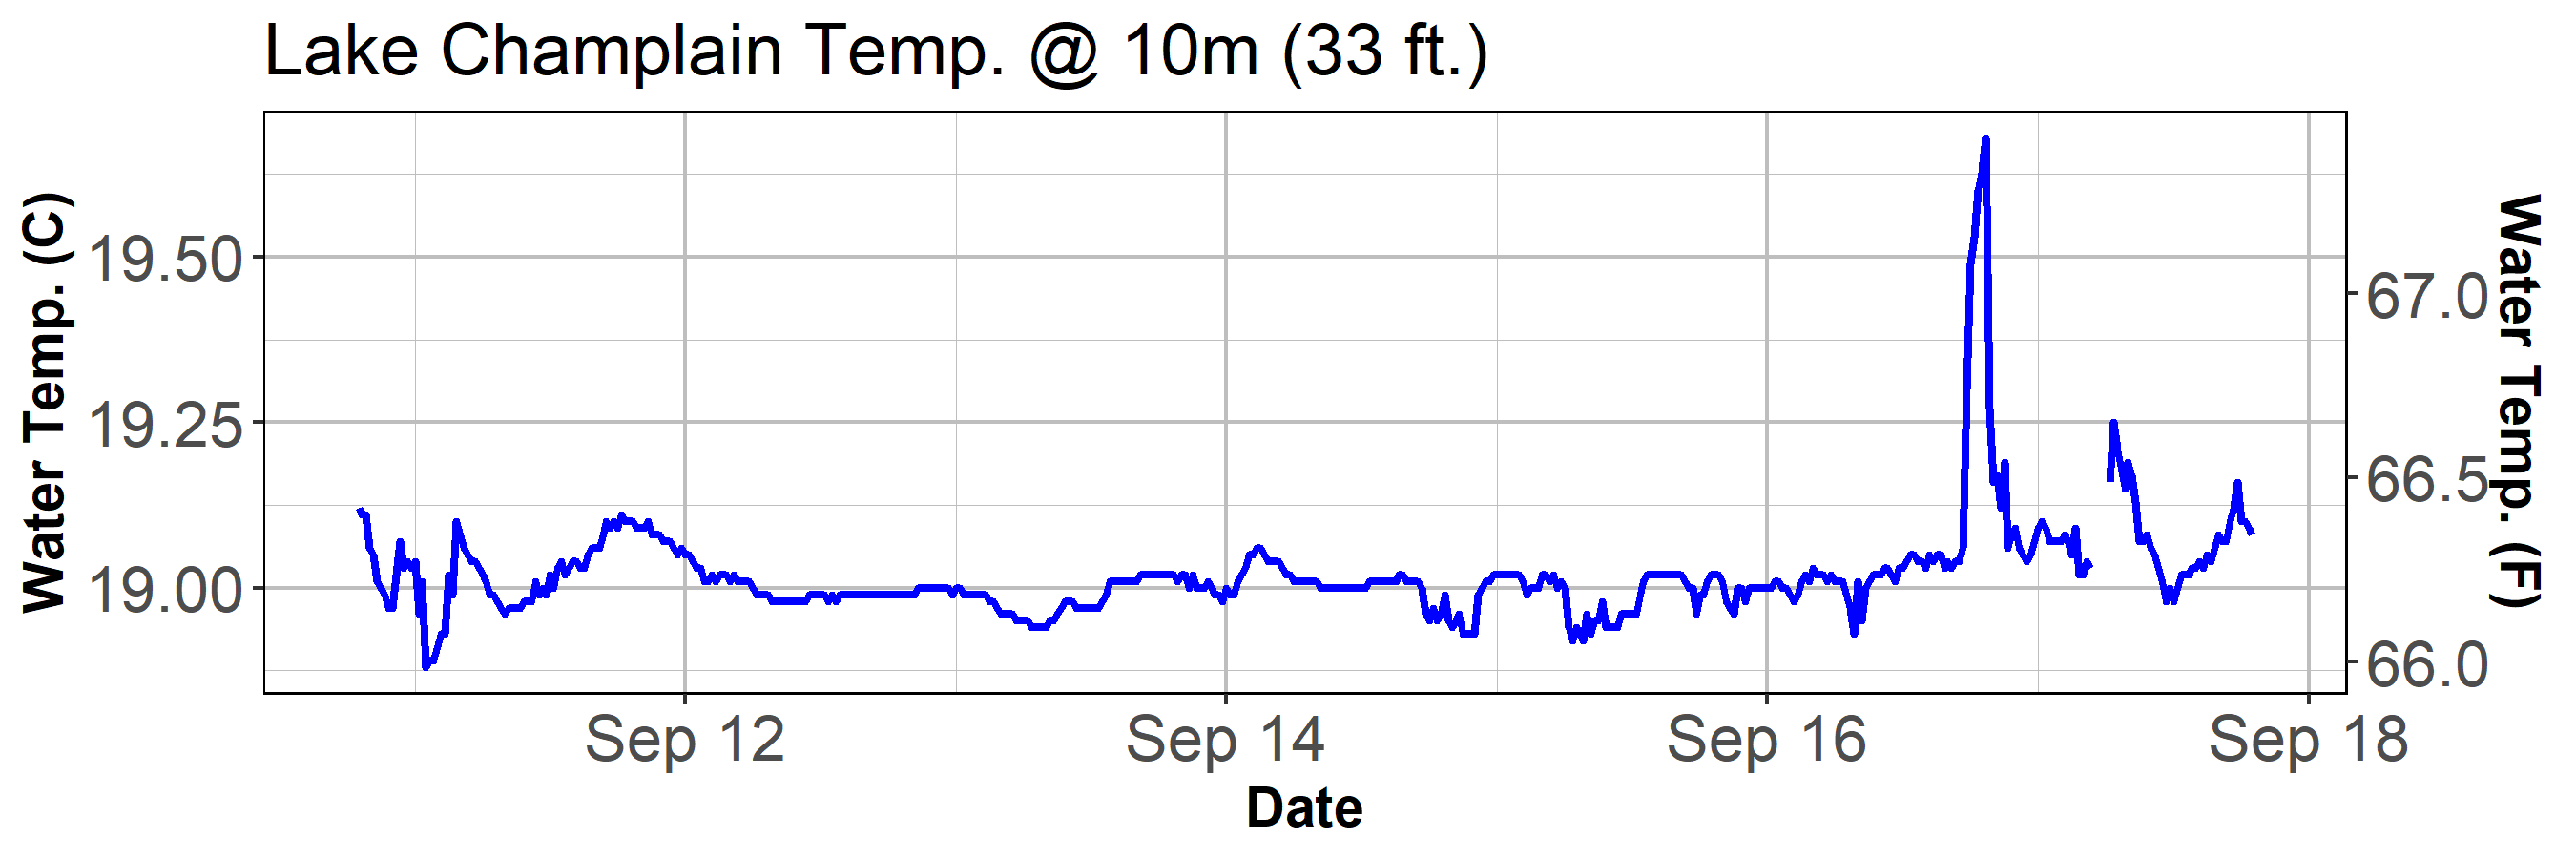 Lake Champlain Temp. @ 10m (33 ft.)
Water Temp. (C)
19.50
19.25
19.00
67.0
66.5
66.0
Water Temp. (F)
Sep 12 Sep 14 Sep 16 Sep 18
Date